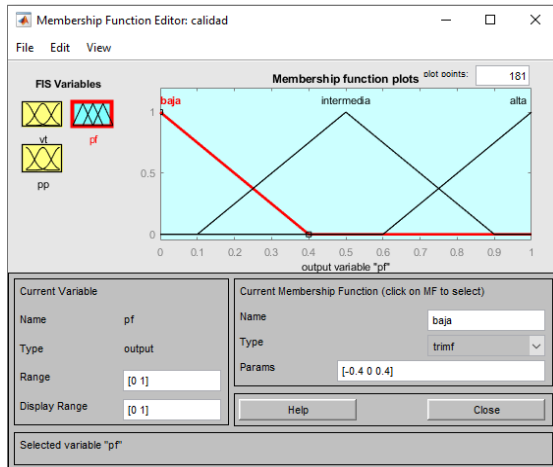 Membership Function Editor: calidad
File Edit View
FIS Variables
vt
pf
pp
Membership function plots
plot points:
181
baja
intermedia
alta
1
0.5
0
0 0.1 0.2 0.3 0.4 0.5 0.6 0.7 0.8 0.9 1
output variable "pf"
Current Variable
Name pf
Type output
Range [0 1]
Display Range [0 1]
Current Membership Function (click on MF to select)
Name baja
Type trimf
Params [-0.4 0 0.4]
Help Close
Selected variable "pf"